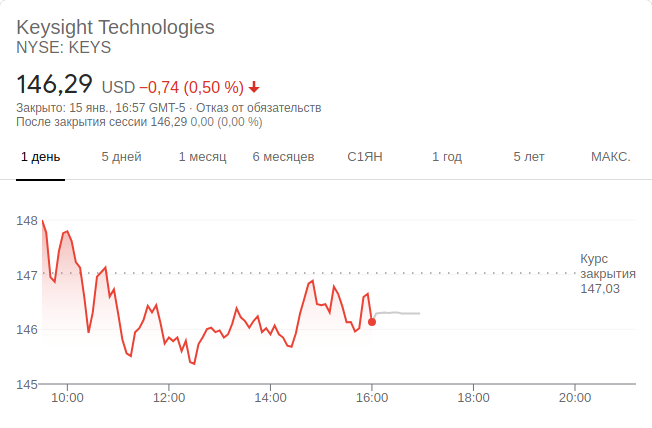 Keysight Technologies
NYSE: KEYS
146,29 USD −0,74 (0,50 %)
Закрыто: 15 янв., 16:57 GMT-5 · Отказ от обязательств
После закрытия сессии 146,29 0,00 (0,00 %)
1 день 5 дней 1 месяц 6 месяцев С1ЯН 1 год 5 лет МАКС.
148
147
146
145
Курс
закрытия
147,03
10:00 12:00 14:00 16:00 18:00 20:00